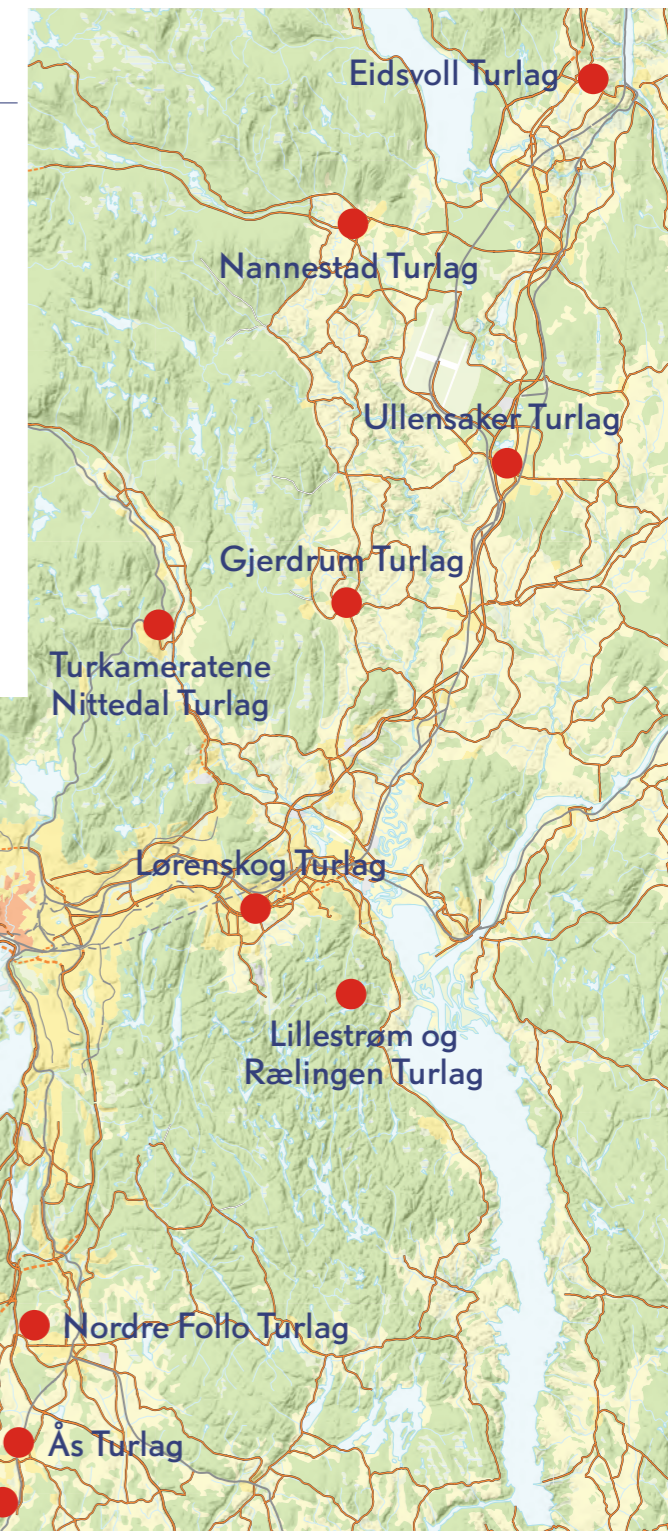 Eidsvoll Turlag
Nannestad Turlag
Ullensaker Turlag
Gjerdrum Turlag
Turkameratene
Nittedal Turlag
Lørenskog Turlag
Lillestrøm og
Rælingen Turlag
Nordre Follo Turlag
Ås Turlag